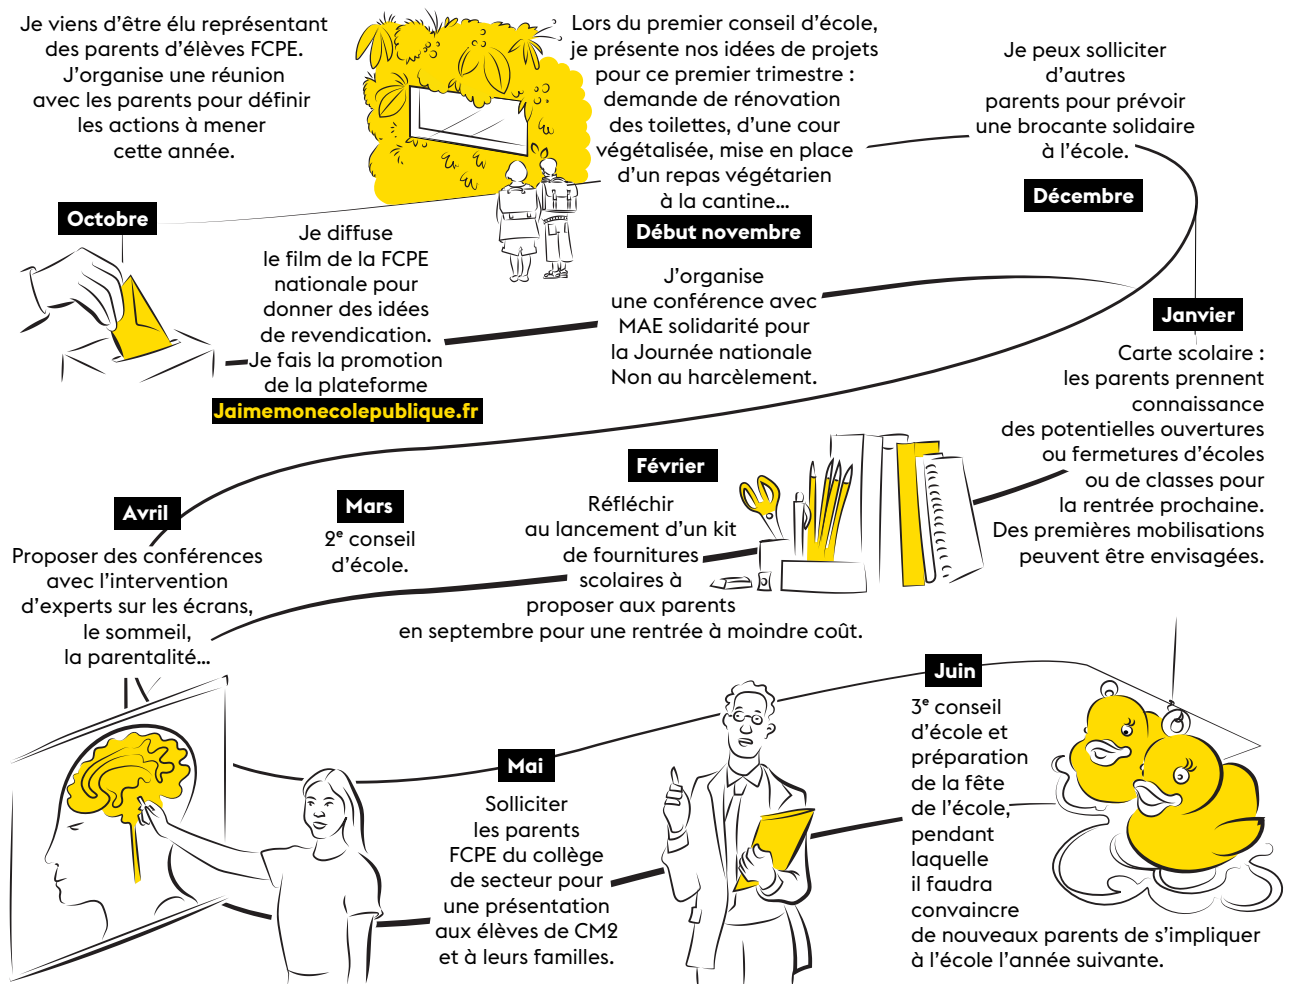 Je viens d’être élu représentant
des parents d’élèves FCPE.
J’organise une réunion
avec les parents pour définir
les actions à mener
cette année.
Octobre
Je diffuse
le film de la FCPE
nationale pour
donner des idées
de revendication.
Je fais la promotion
de la plateforme
Jaimemonecolepublique.fr
Lors du premier conseil d’école,
je présente nos idées de projets
pour ce premier trimestre :
demande de rénovation
des toilettes, d’une cour
végétalisée, mise en place
d’un repas végétarien
à la cantine...
Début novembre
J’organise
une conférence avec
MAE solidarité pour
la Journée nationale
Non au harcèlement.
Je peux solliciter
d’autres
parents pour prévoir
une brocante solidaire
à l’école.
Décembre
Janvier
Carte scolaire :
les parents prennent
connaissance
des potentielles ouvertures
ou fermetures d’écoles
ou de classes pour
la rentrée prochaine.
Des premières mobilisations
peuvent être envisagées.
Février
Réfléchir
au lancement d’un kit
de fournitures
scolaires à
proposer aux parents
en septembre pour une rentrée à moindre coût.
Mars
2ᵉ conseil
d’école.
Avril
Proposer des conférences
avec l’intervention
d’experts sur les écrans,
le sommeil,
la parentalité...
Mai
Solliciter
les parents
FCPE du collège
de secteur pour
une présentation
aux élèves de CM2
et à leurs familles.
Juin
3ᵉ conseil
d’école et
préparation
de la fête
de l’école,
pendant
laquelle
il faudra
convaincre
de nouveaux parents de s’impliquer
à l’école l’année suivante.